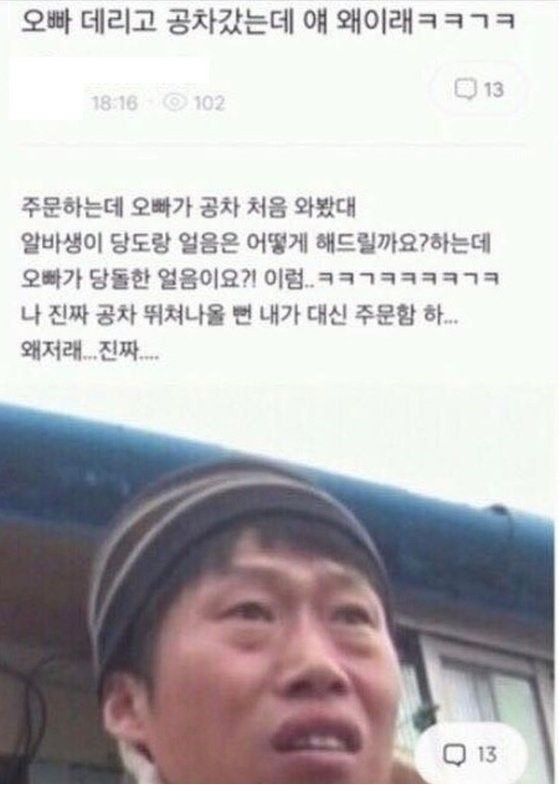 오빠 데리고 공차갔는데 얘 왜이래ㅋㅋㄱㅋ
13
18:16 · 102
주문하는데 오빠가 공차 처음 와봤대
알바생이 당도랑 얼음은 어떻게 해드릴까요?하는데
오빠가 당돌한 얼음이요?! 이럼..ㅋㅋㄱㅋㅋㅋㅋㅋㄱㅋ
나 진짜 공차 뛰쳐나올 뻔 내가 대신 주문함 하...
왜저래...진짜....
13